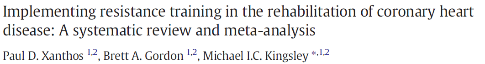 Implementing resistance training in the rehabilitation of coronary heart
disease: A systematic review and meta-analysis
Paul D. Xanthos 1,2, Brett A. Gordon 1,2, Michael I.C. Kingsley *,1,2